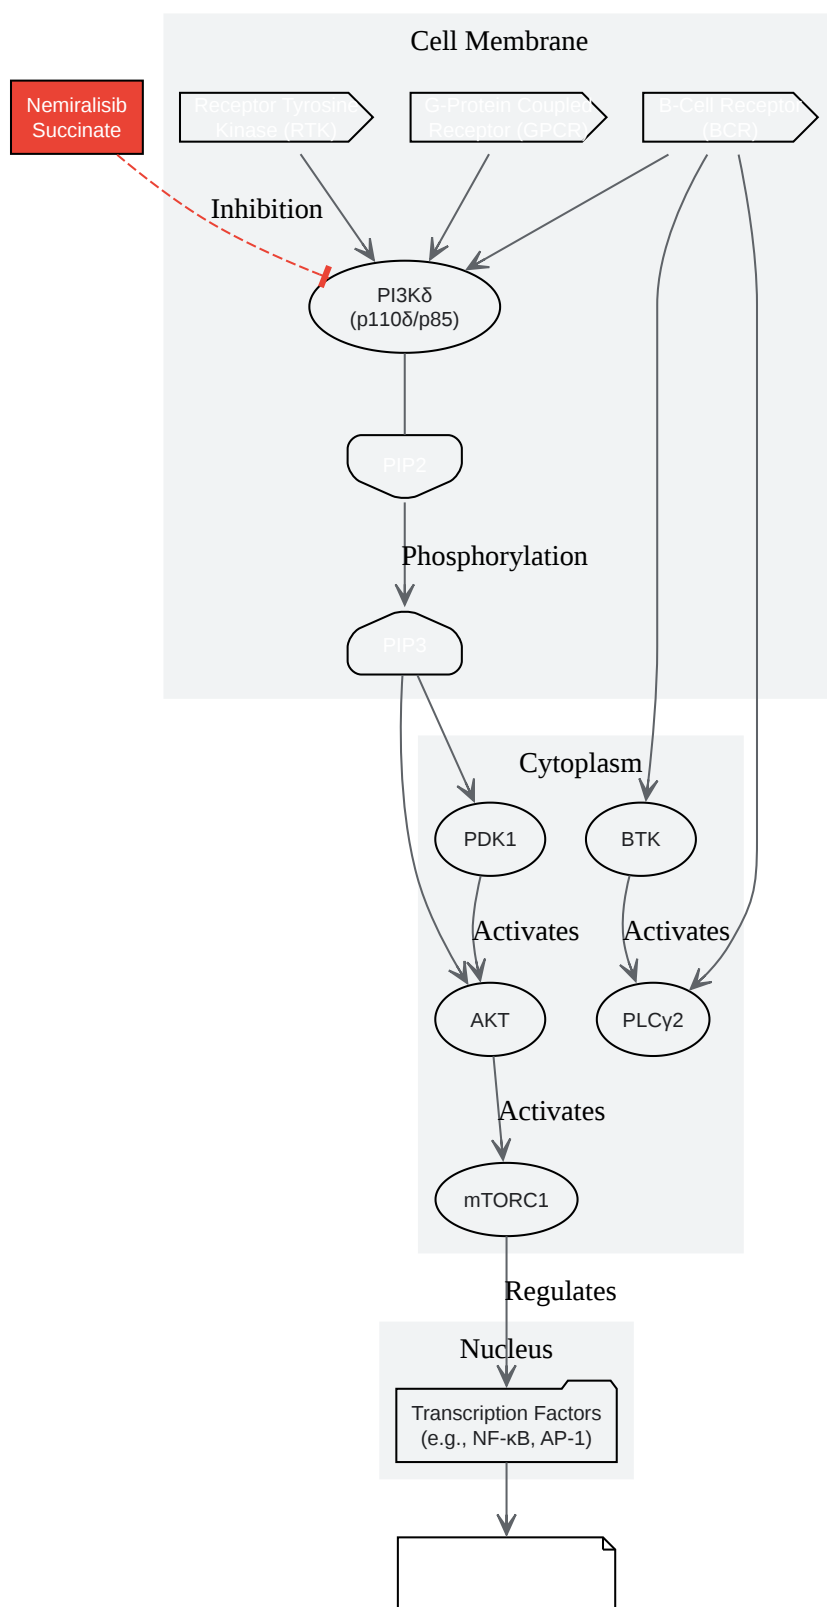 Cell Membrane
Nemiralisib
Succinate
Receptor Tyrosine
Kinase (RTK)
G-Protein Coupled
Receptor (GPCR)
B-Cell Receptor
(BCR)
Inhibition
PI3Kδ
(p110δ/p85)
PIP2
Phosphorylation
PIP3
Cytoplasm
PDK1
BTK
Activates
Activates
AKT
PLCγ2
Activates
mTORC1
Regulates
Nucleus
Transcription Factors
(e.g., NF-κB, AP-1)